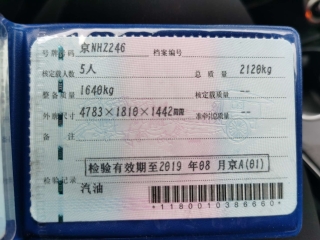 号牌号码 京NHZ246 档案编号
核定载人数 5人 总质量 2120kg
整备质量 1640kg 核定载质量 --
外廓尺寸 4783×1810×1442mm 准牵引总质量 --
备注
检验有效期至2019 年08 月京A(01)
检验记录
汽油
*1180010386660*